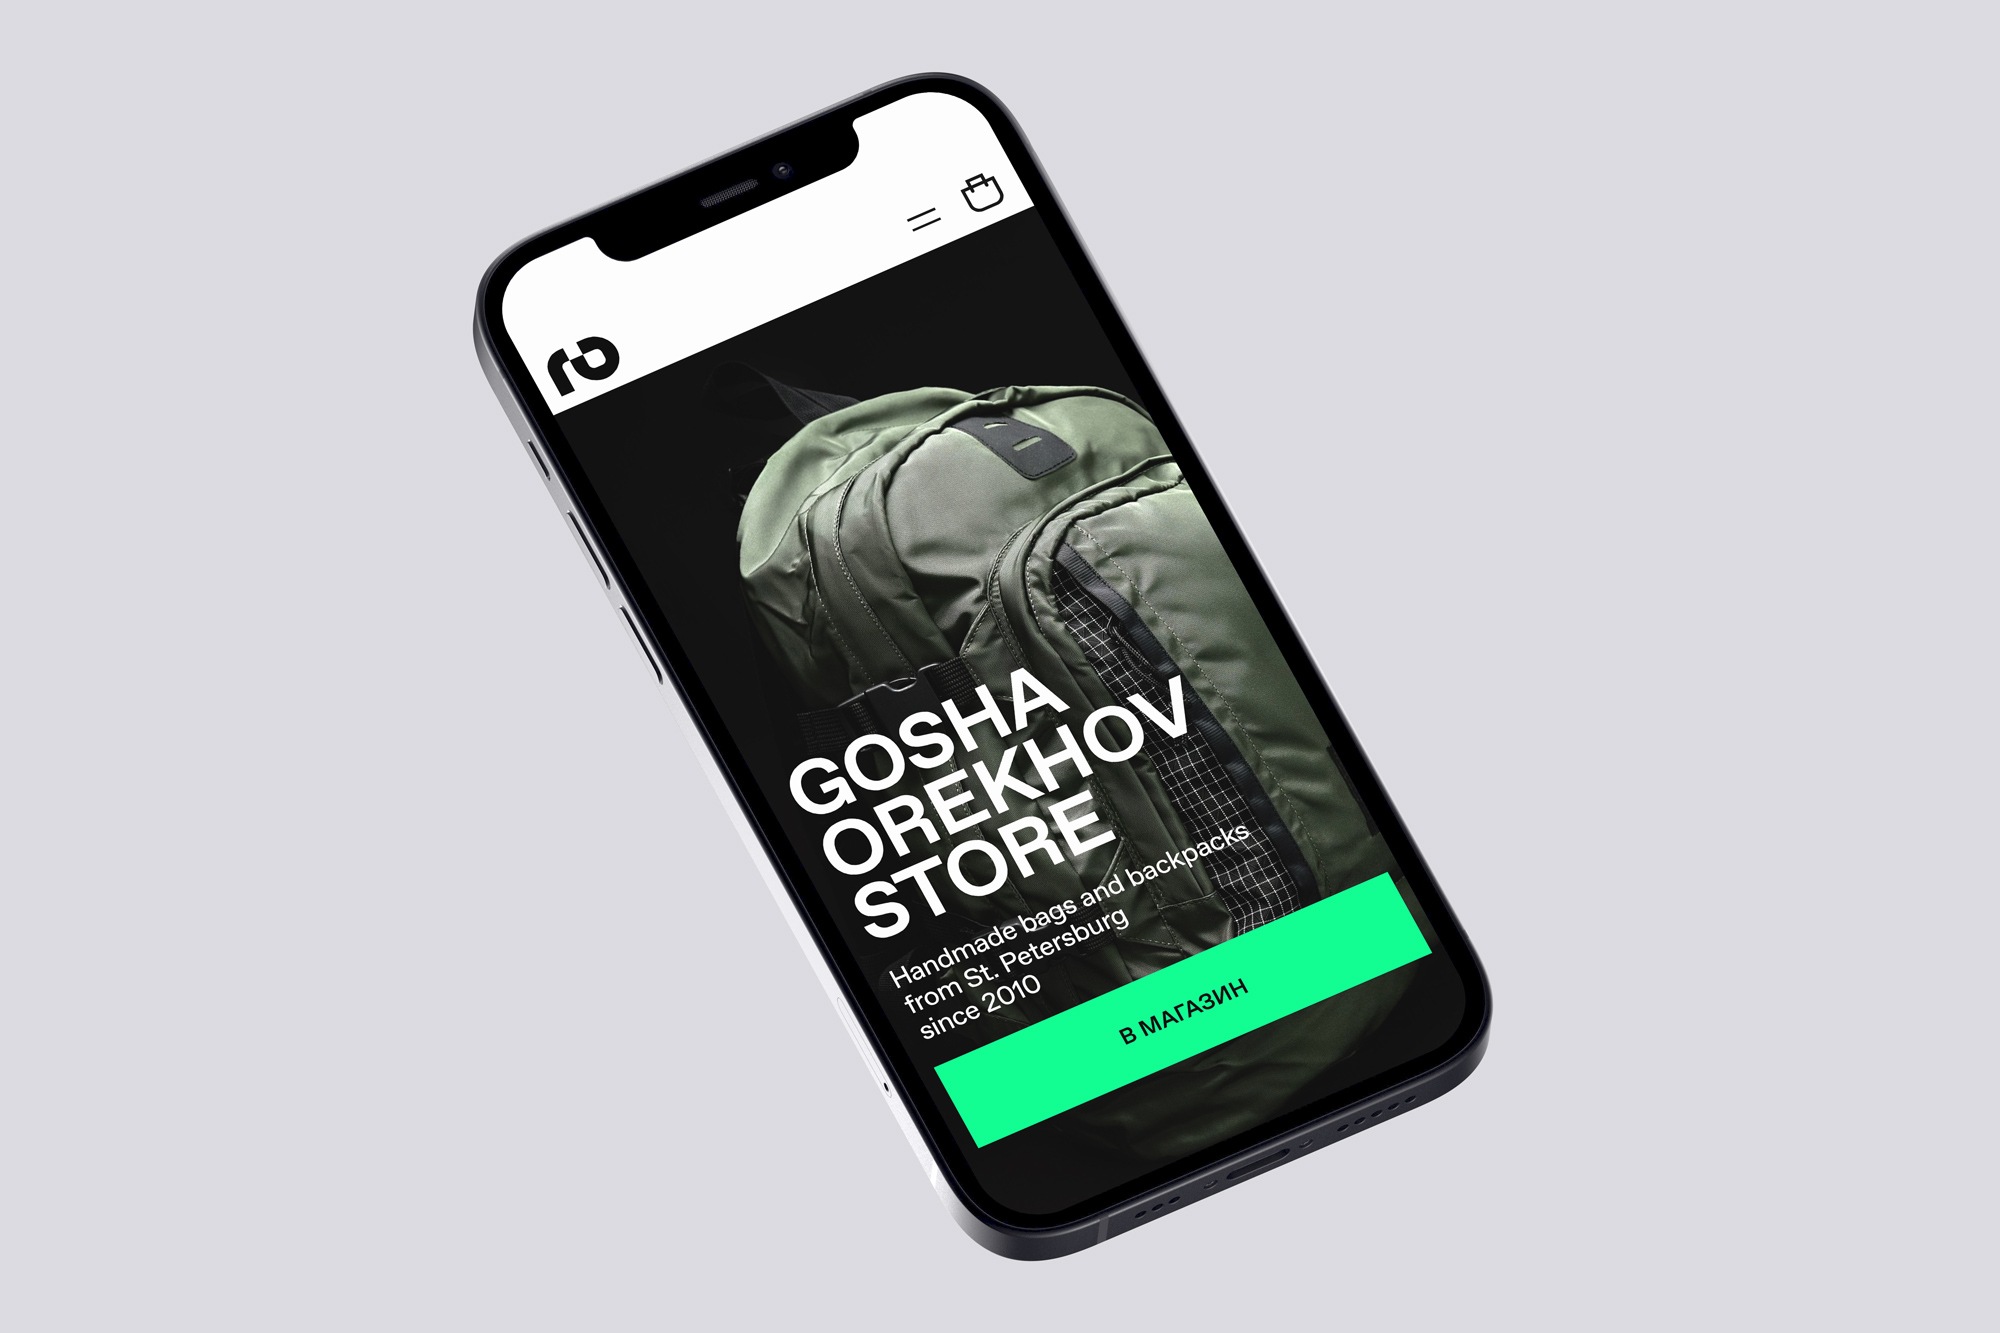 GOSHA
OREKHOV
STORE
Handmade bags and backpacks
from St. Petersburg
since 2010
В МАГАЗИН